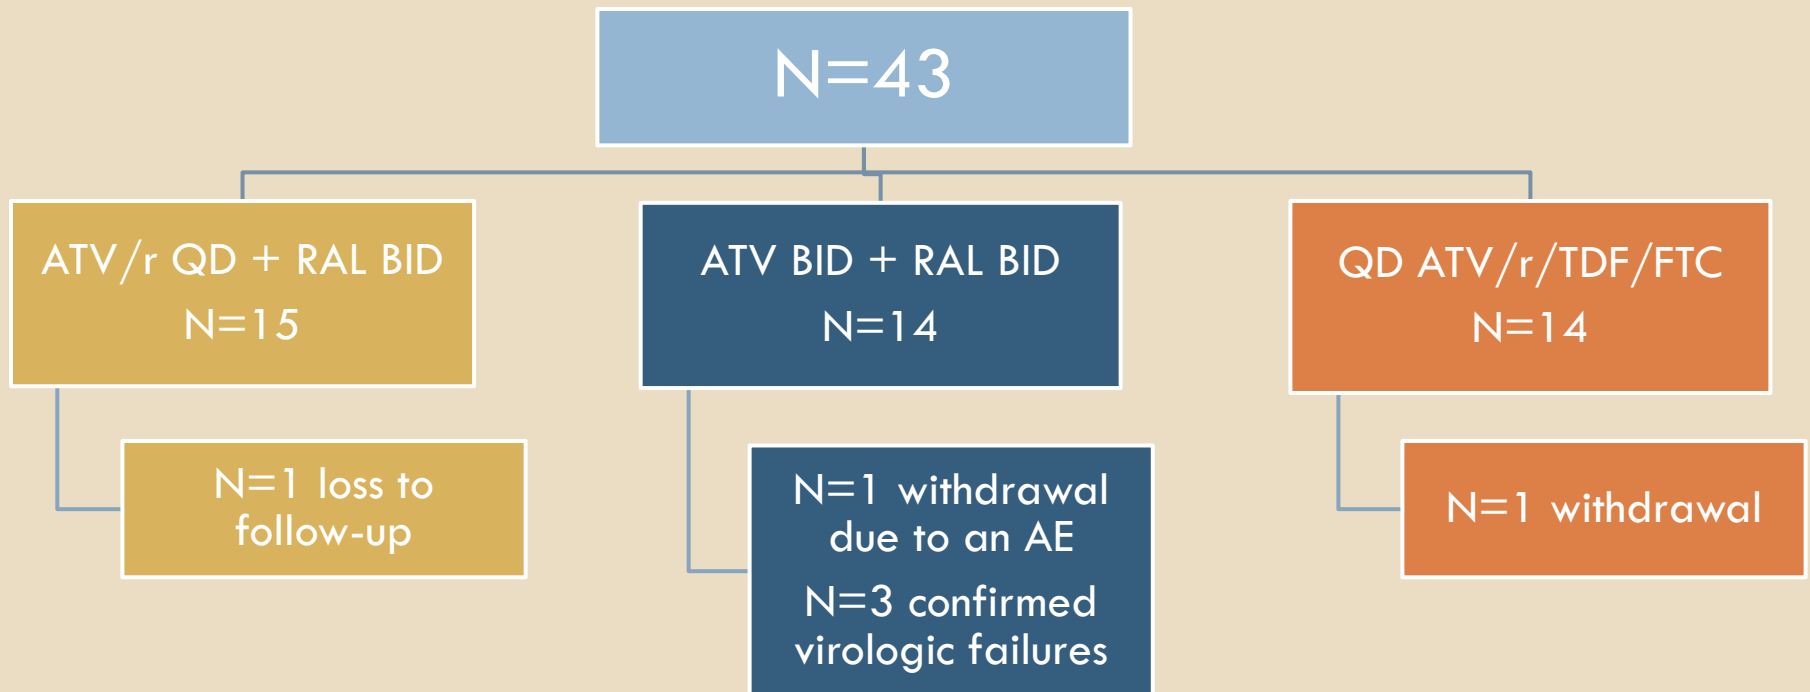 N=43
ATV/r QD + RAL BID
N=15
ATV BID + RAL BID
N=14
QD ATV/r/TDF/FTC
N=14
N=1 loss to
follow-up
N=1 withdrawal
due to an AE
N=3 confirmed
virologic failures
N=1 withdrawal